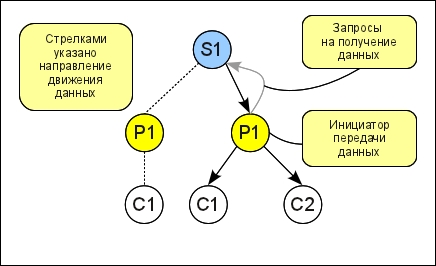 Стрелками
указано
направление
движения
данных
S1
Запросы
на получение
данных
P1
P1
Инициатор
передачи
данных
C1
C1
C2